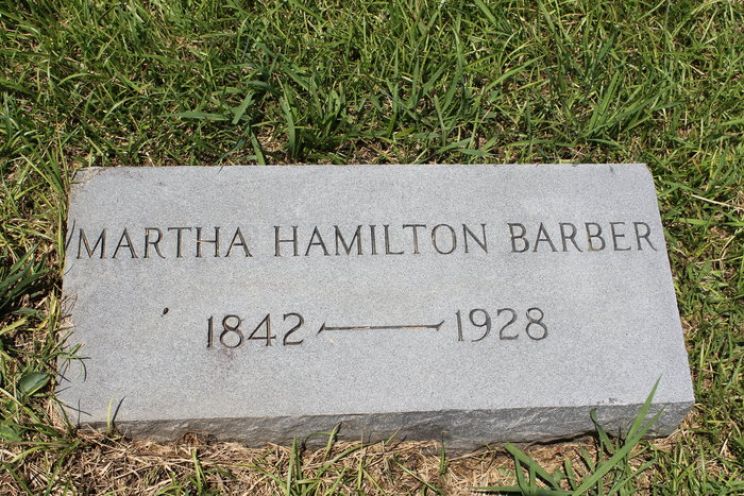 MARTHA HAMILTON BARBER
1842 — 1928